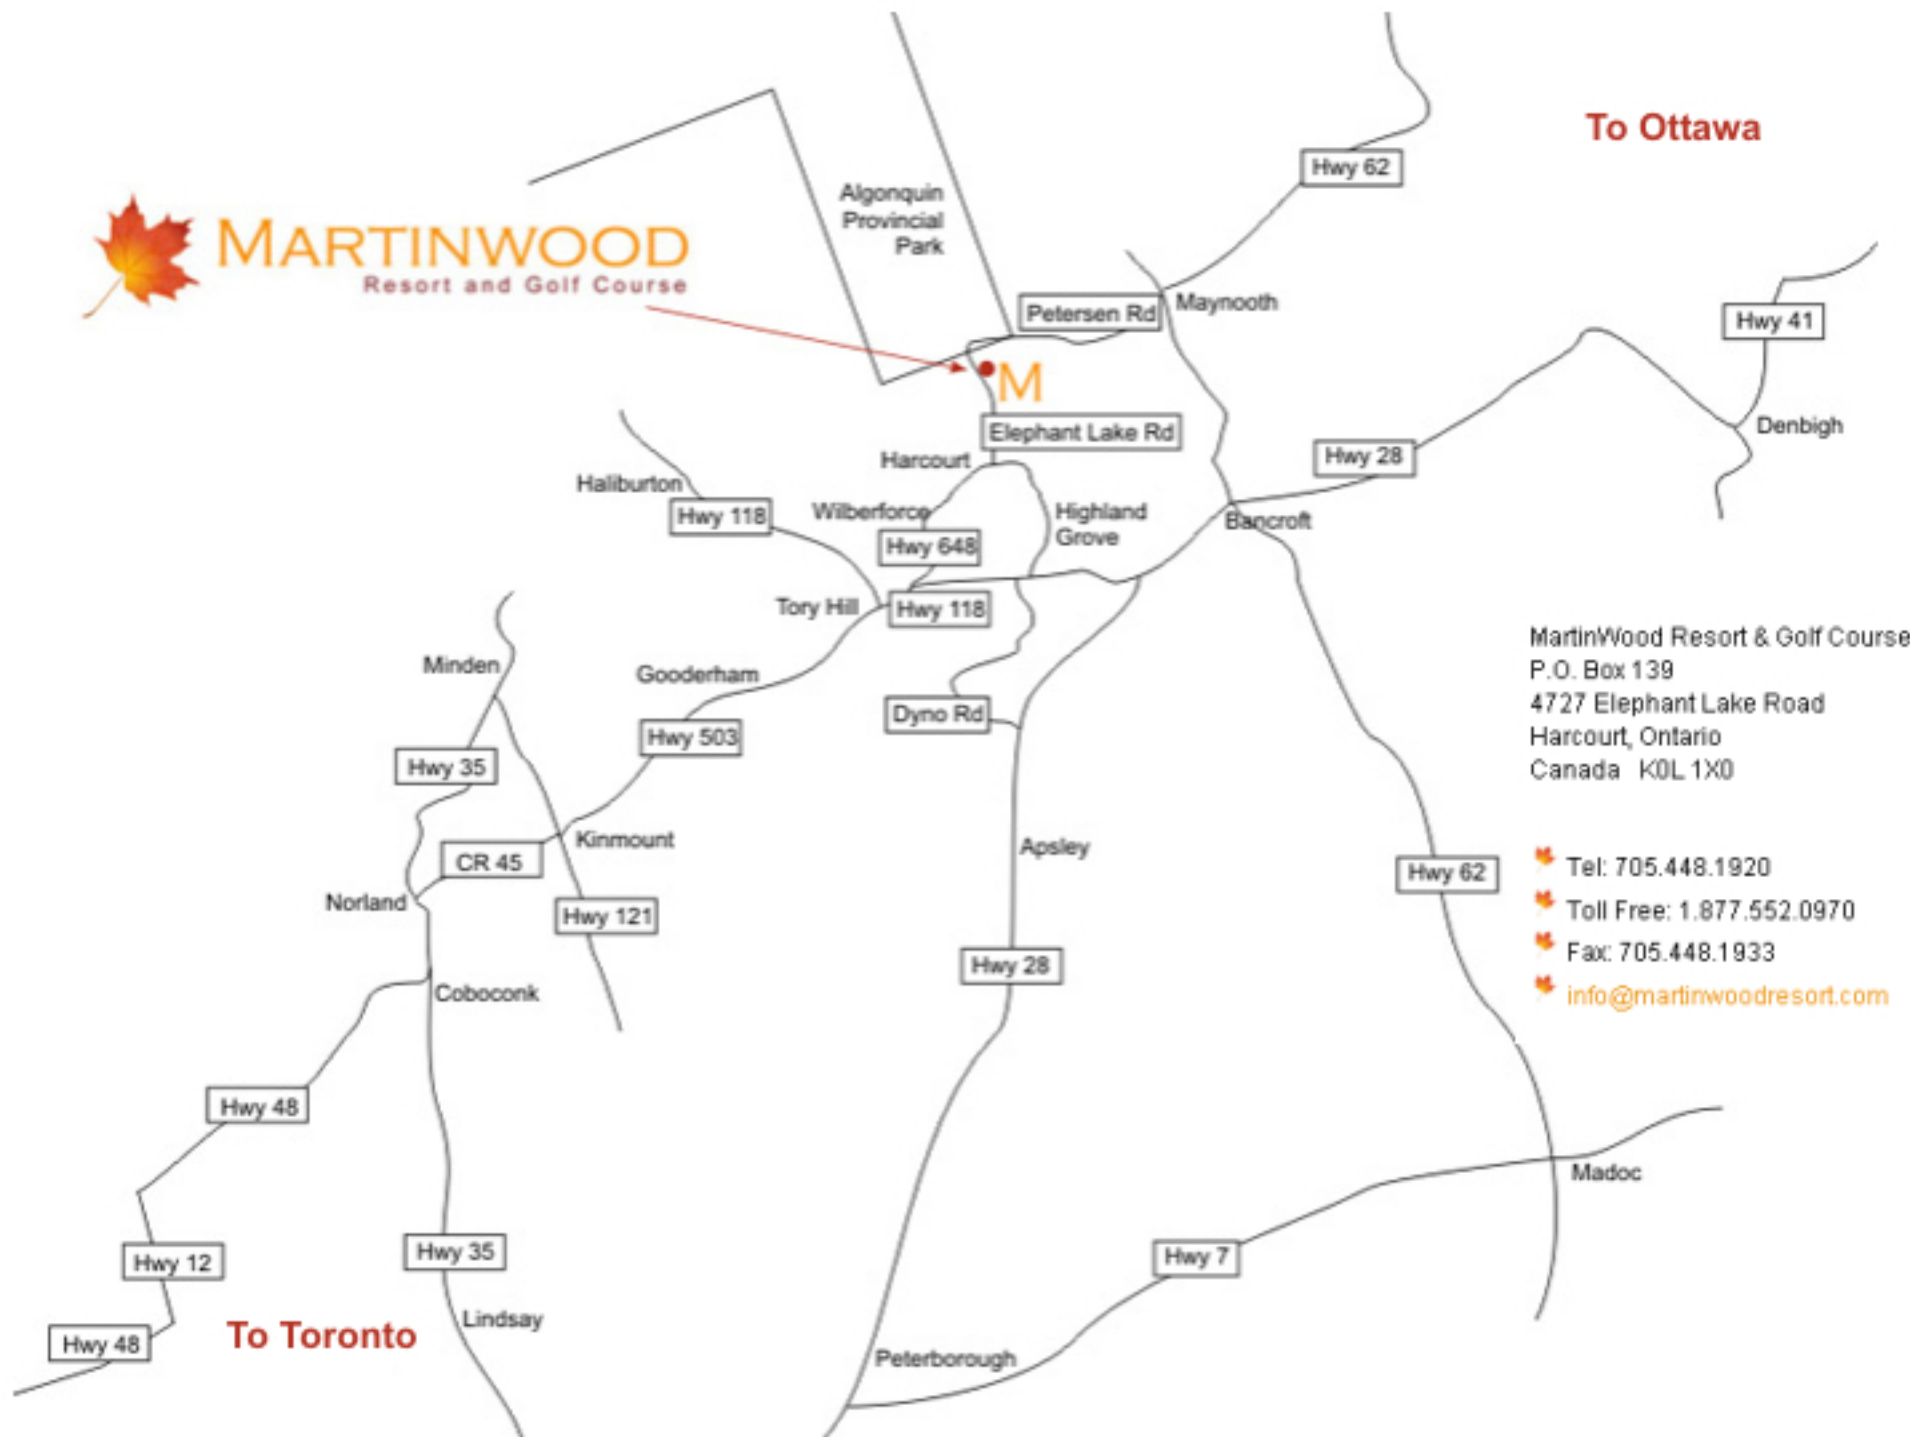 To Ottawa
Hwy 62
Algonquin
Provincial
Park
MARTINWOOD
Resort and Golf Course
Petersen Rd
Maynooth
Hwy 41
M
Elephant Lake Rd
Denbigh
Harcourt
Hwy 28
Haliburton
Hwy 118
Wilberforce
Highland
Grove
Bancroft
Hwy 648
Tory Hill
Hwy 118
Minden
Gooderham
Dyno Rd
Hwy 503
Hwy 35
MartinWood Resort & Golf Course
P.O. Box 139
4727 Elephant Lake Road
Harcourt, Ontario
Canada K0L 1X0
Kinmount
CR 45
Apsley
Hwy 62
Norland
Hwy 121
Tel: 705.448.1920
Toll Free: 1.877.552.0970
Fax: 705.448.1933
info@martinwoodresort.com
Hwy 28
Coboconk
Hwy 48
Madoc
Hwy 35
Hwy 7
Hwy 12
Lindsay
To Toronto
Hwy 48
Peterborough